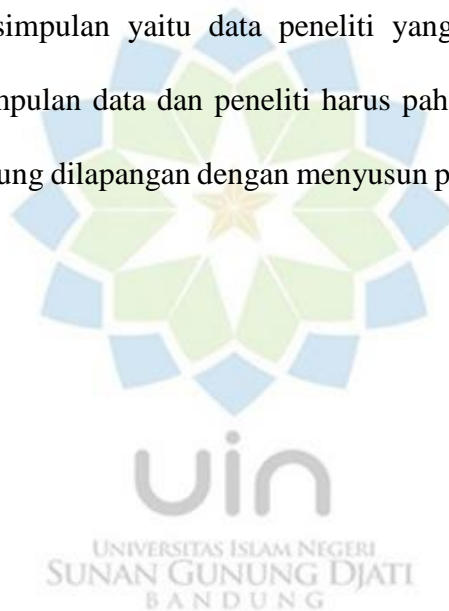 simpulan yaitu data peneliti yang
mpulan data dan peneliti harus pah
ung dilapangan dengan menyusun p
uin
UNIVERSITAS ISLAM NEGERI
SUNAN GUNUNG DJATI
BANDUNG